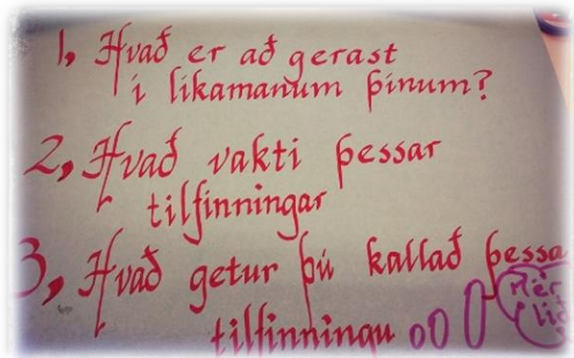 1, Hvað er að gerast
í líkamanum þínum?
2, Hvað vakti þessar
tilfinningar
3, Hvað getur þú kallað þessa
tilfinningu
Mér